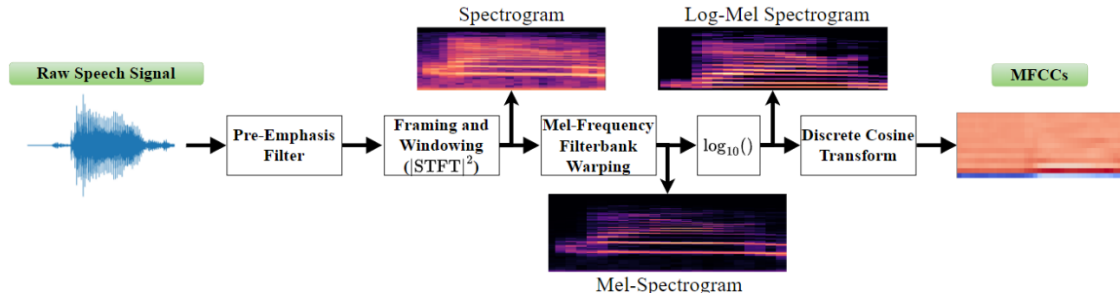 Spectrogram
Log-Mel Spectrogram
Raw Speech Signal
MFCCs
Pre-Emphasis
Filter
Framing and
Windowing
(|STFT|²)
Mel-Frequency
Filterbank
Warping
log₁₀()
Discrete Cosine
Transform
Mel-Spectrogram